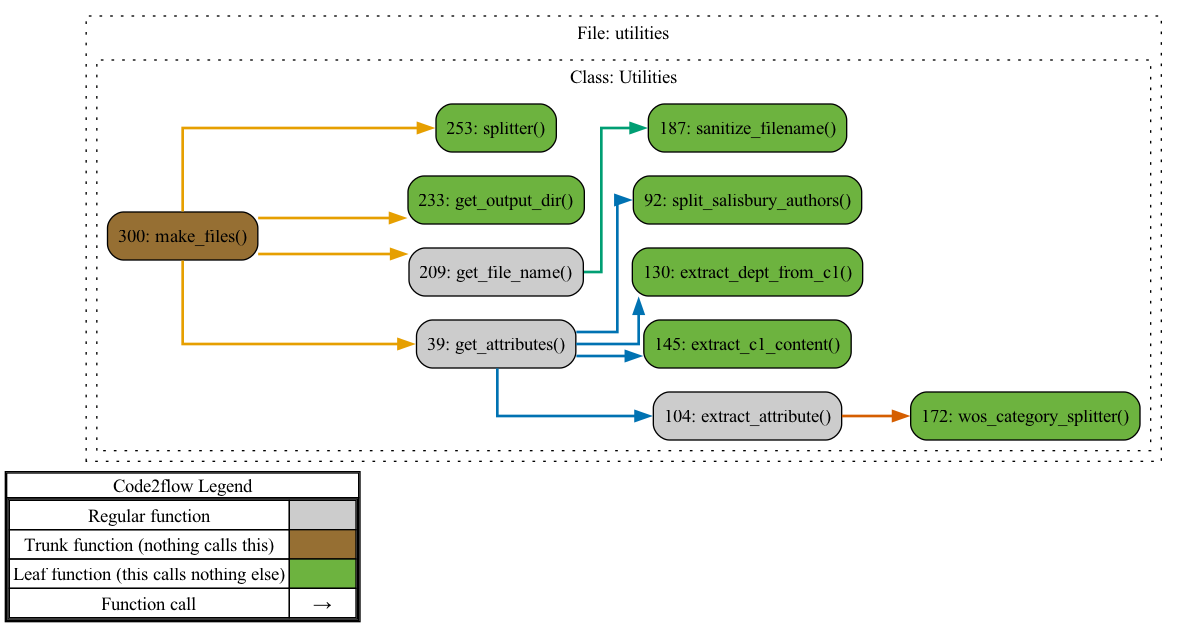 File: utilities
Class: Utilities
253: splitter()
187: sanitize_filename()
233: get_output_dir()
92: split_salisbury_authors()
300: make_files()
209: get_file_name()
130: extract_dept_from_c1()
39: get_attributes()
145: extract_c1_content()
104: extract_attribute()
172: wos_category_splitter()
Code2flow Legend
Regular function
Trunk function (nothing calls this)
Leaf function (this calls nothing else)
Function call →